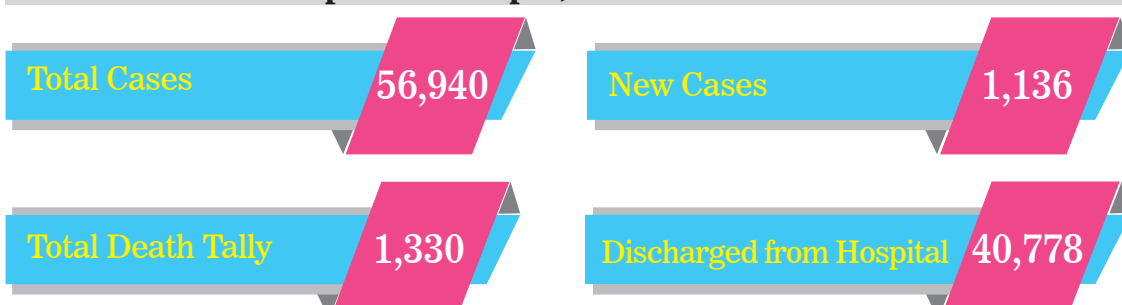 Total Cases 56,940
New Cases 1,136
Total Death Tally 1,330
Discharged from Hospital 40,778